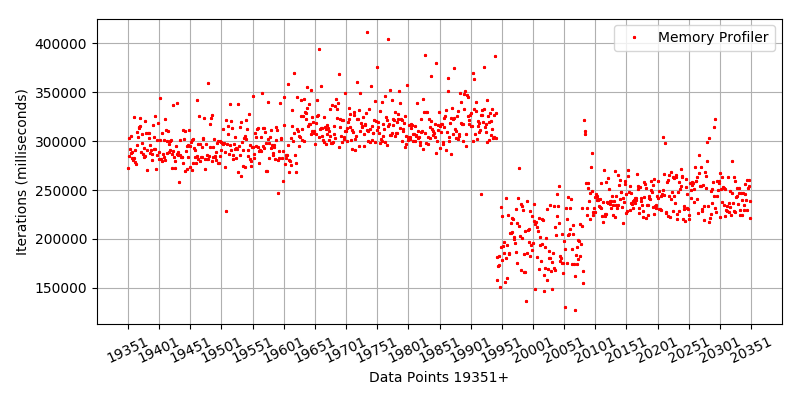 400000
350000
300000
250000
200000
150000
Iterations (milliseconds)
Memory Profiler
19351 19401 19451 19501 19551 19601 19651 19701 19751 19801 19851 19901 19951 20001 20051 20101 20151 20201 20251 20301 20351
Data Points 19351+